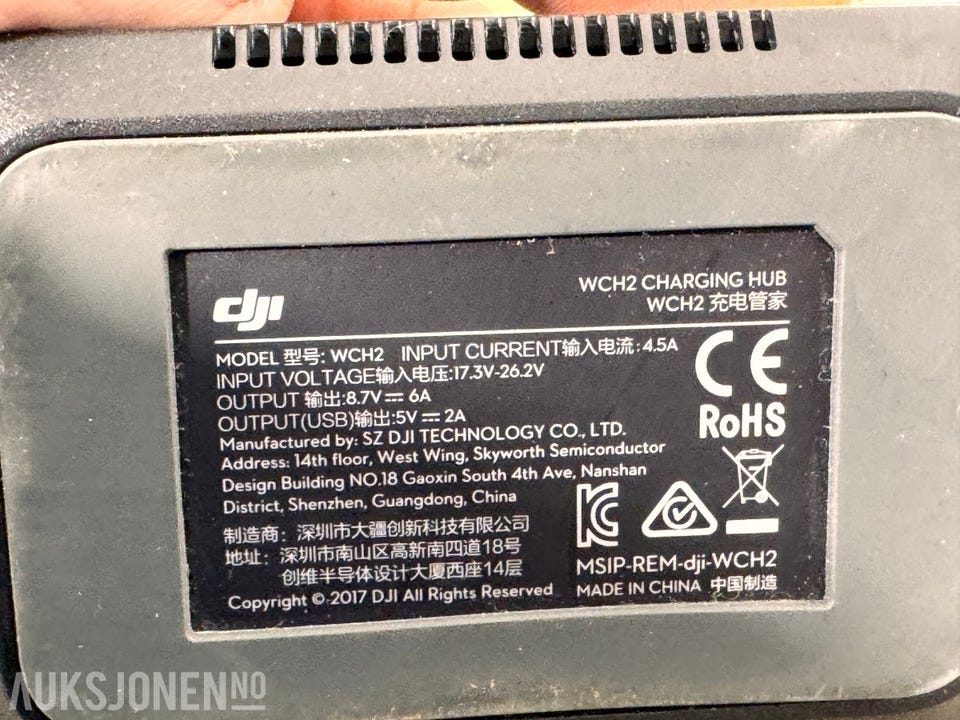 dji
WCH2 CHARGING HUB
WCH2 充电管家
MODEL 型号: WCH2 INPUT CURRENT输入电流:4.5A
INPUT VOLTAGE输入电压:17.3V-26.2V
OUTPUT 输出:8.7V⎓6A
OUTPUT(USB)输出:5V⎓2A
Manufactured by: SZ DJI TECHNOLOGY CO., LTD.
Address: 14th floor, West Wing, Skyworth Semiconductor
Design Building NO.18 Gaoxin South 4th Ave, Nanshan
District, Shenzhen, Guangdong, China
制造商: 深圳市大疆创新科技有限公司
地址: 深圳市南山区高新南四道18号
创维半导体设计大厦西座14层
Copyright © 2017 DJI All Rights Reserved
CE
RoHS
MSIP-REM-dji-WCH2
MADE IN CHINA 中国制造
AUKSJONEN.NO